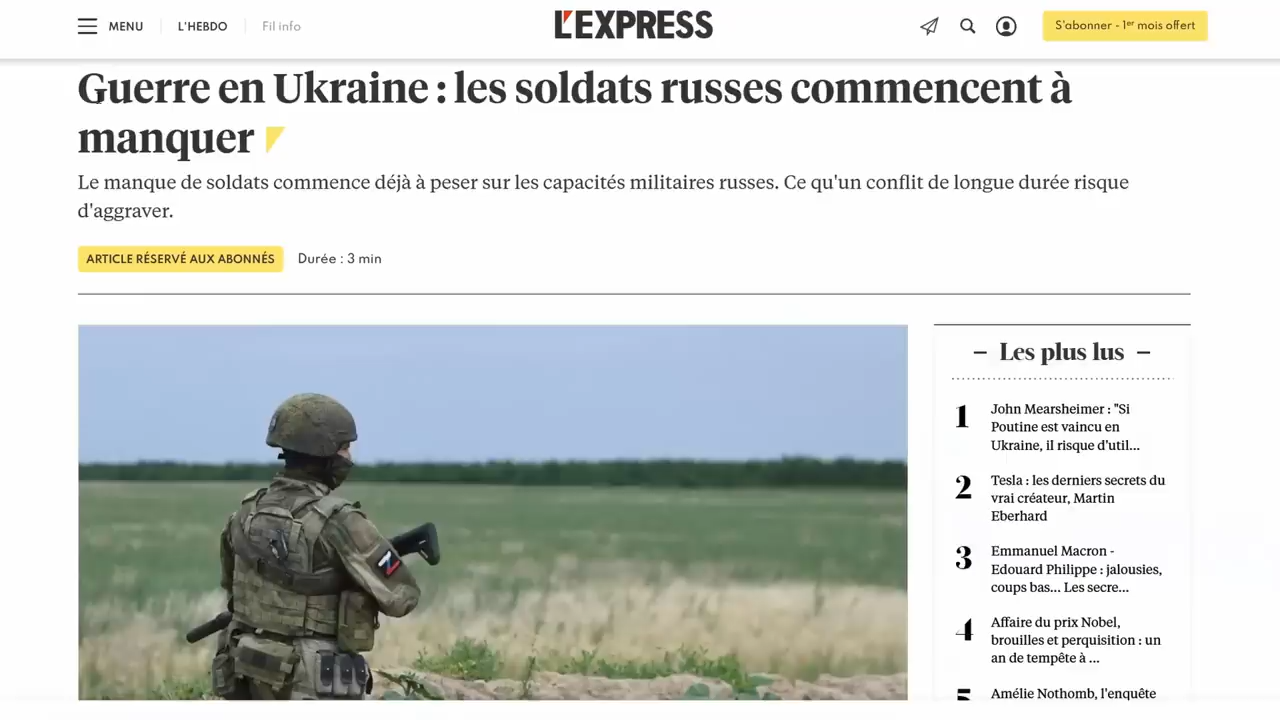 MENU
L'HEBDO
Fil info
L'EXPRESS
S'abonner - 1er mois offert
Guerre en Ukraine : les soldats russes commencent à
manquer
Le manque de soldats commence déjà à peser sur les capacités militaires russes. Ce qu'un conflit de longue durée risque
d'aggraver.
ARTICLE RÉSERVÉ AUX ABONNÉS
Durée : 3 min
– Les plus lus –
1
John Mearsheimer : "Si
Poutine est vaincu en
Ukraine, il risque d'util...
2
Tesla : les derniers secrets du
vrai créateur, Martin
Eberhard
3
Emmanuel Macron -
Edouard Philippe : jalousies,
coups bas... Les secre...
4
Affaire du prix Nobel,
brouilles et perquisition : un
an de tempête à ...
5
Amélie Nothomb, l'enquête